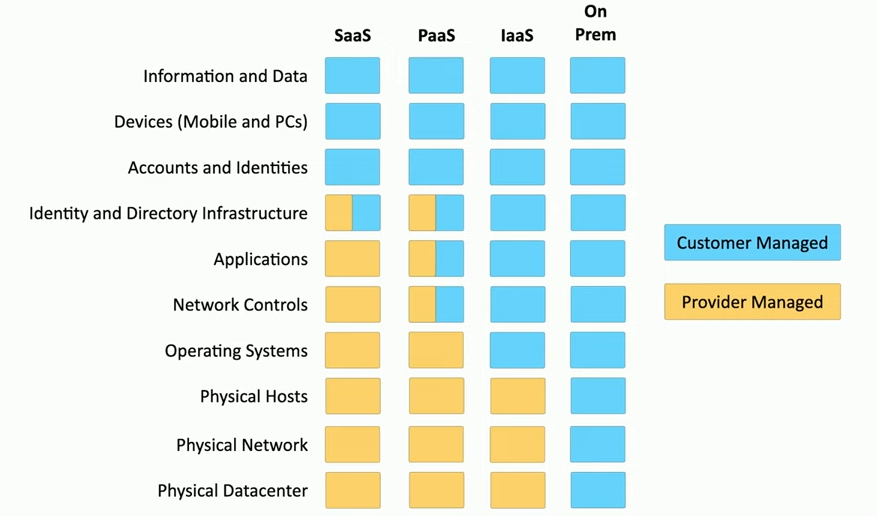 SaaS PaaS IaaS On
Prem
Information and Data
Devices (Mobile and PCs)
Accounts and Identities
Identity and Directory Infrastructure
Applications
Network Controls
Operating Systems
Physical Hosts
Physical Network
Physical Datacenter
Customer Managed
Provider Managed